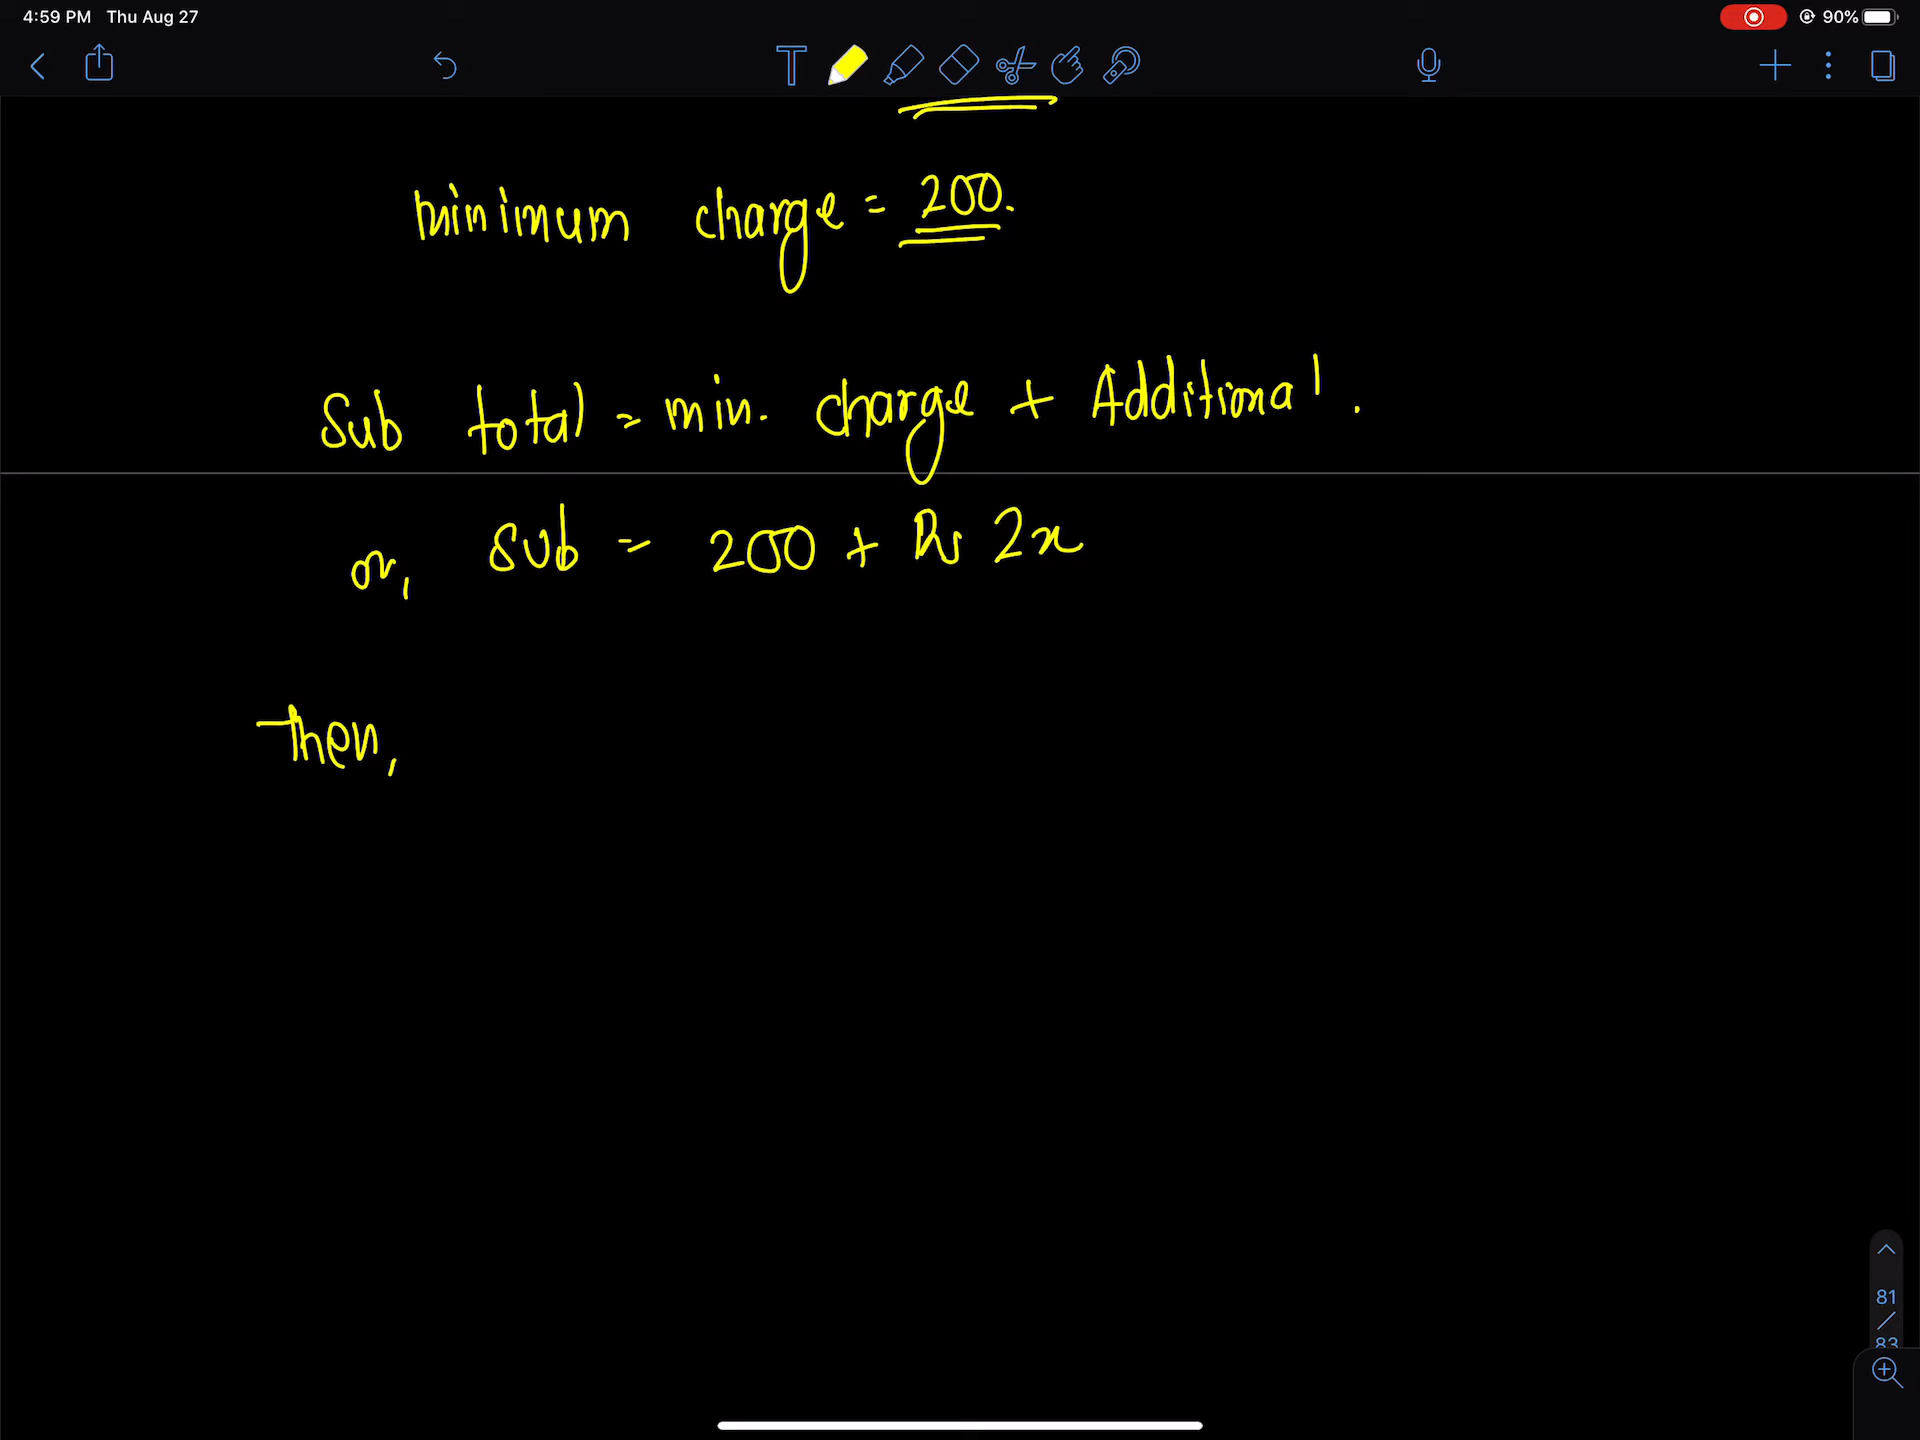 4:59 PM Thu Aug 27
90%
minimum charge = 200.
Sub total = min. charge + Additional.
or, sub = 200 + Rs 2x
Then,
81
/
83